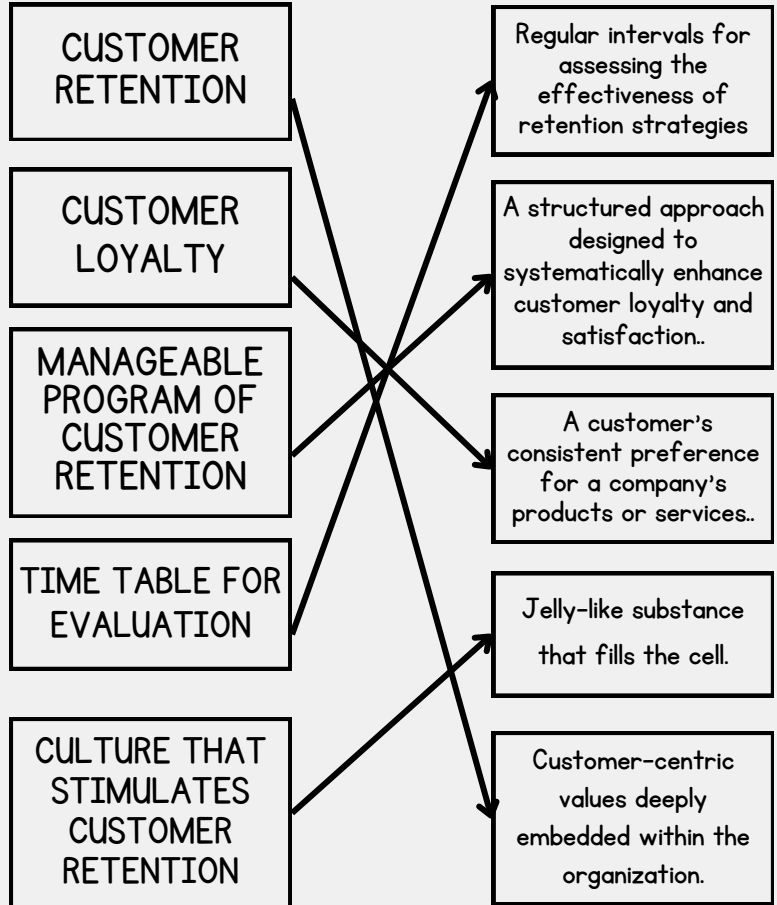 CUSTOMER
RETENTION
CUSTOMER
LOYALTY
MANAGEABLE
PROGRAM OF
CUSTOMER
RETENTION
TIME TABLE FOR
EVALUATION
CULTURE THAT
STIMULATES
CUSTOMER
RETENTION
Regular intervals for
assessing the
effectiveness of
retention strategies
A structured approach
designed to
systematically enhance
customer loyalty and
satisfaction..
A customer's
consistent preference
for a company's
products or services..
Jelly-like substance
that fills the cell.
Customer-centric
values deeply
embedded within the
organization.